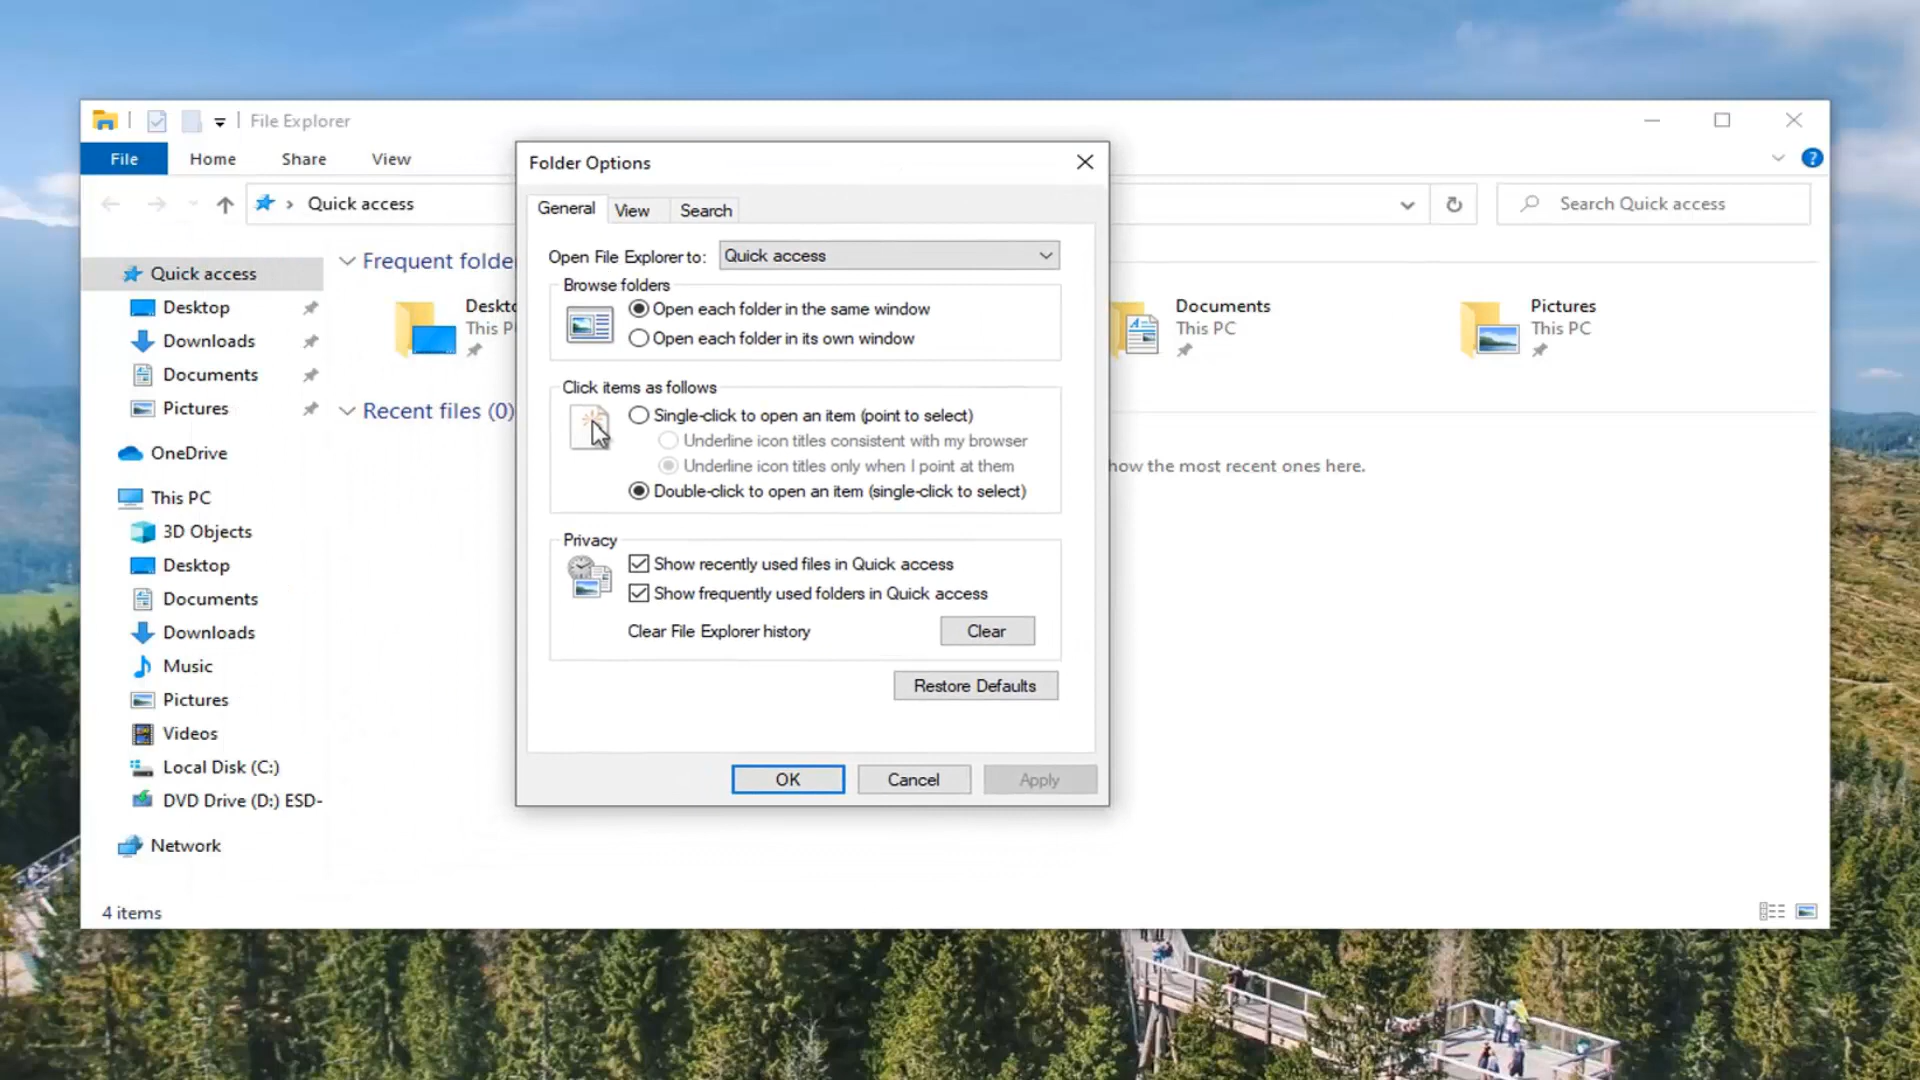 File Explorer
File Home Share View
Quick access
Search Quick access
Folder Options
General View Search
Open File Explorer to: Quick access
Browse folders
Open each folder in the same window
Open each folder in its own window
Click items as follows
Single-click to open an item (point to select)
Underline icon titles consistent with my browser
Underline icon titles only when I point at them
Double-click to open an item (single-click to select)
Privacy
Show recently used files in Quick access
Show frequently used folders in Quick access
Clear File Explorer history Clear
Restore Defaults
OK Cancel Apply
Quick access
Desktop
Downloads
Documents
Pictures
OneDrive
This PC
3D Objects
Desktop
Documents
Downloads
Music
Pictures
Videos
Local Disk (C:)
DVD Drive (D:) ESD-
Network
Frequent folde
Deskto
This P
Documents
This PC
Pictures
This PC
Recent files (0)
how the most recent ones here.
4 items